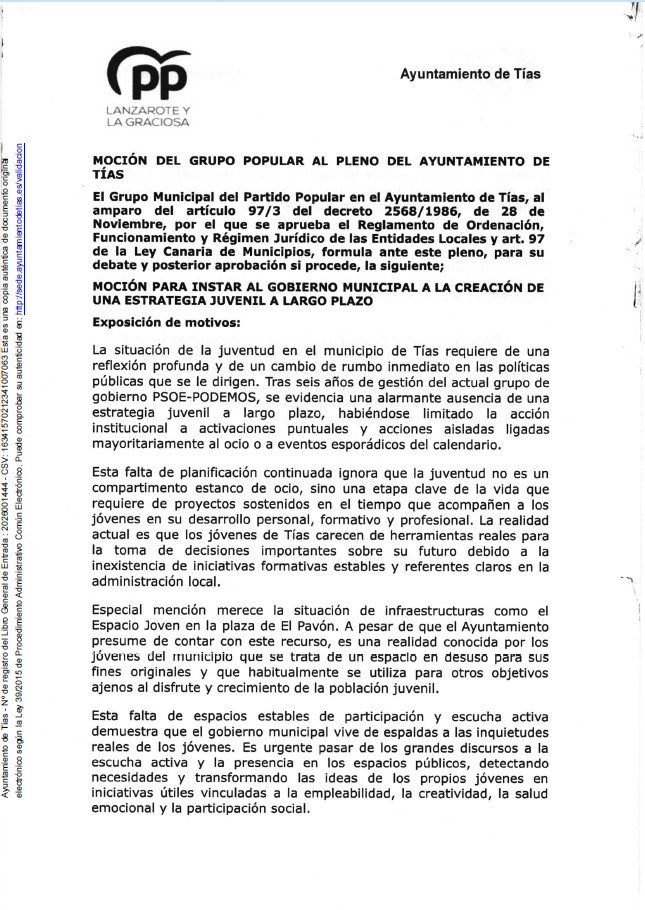 pp
LANZAROTE Y
LA GRACIOSA
Ayuntamiento de Tías
MOCIÓN DEL GRUPO POPULAR AL PLENO DEL AYUNTAMIENTO DE
TÍAS
El Grupo Municipal del Partido Popular en el Ayuntamiento de Tías, al
amparo del artículo 97/3 del decreto 2568/1986, de 28 de
Noviembre, por el que se aprueba el Reglamento de Ordenación,
Funcionamiento y Régimen Jurídico de las Entidades Locales y art. 97
de la Ley Canaria de Municipios, formula ante este pleno, para su
debate y posterior aprobación si procede, la siguiente;
MOCIÓN PARA INSTAR AL GOBIERNO MUNICIPAL A LA CREACIÓN DE
UNA ESTRATEGIA JUVENIL A LARGO PLAZO
Exposición de motivos:
La situación de la juventud en el municipio de Tías requiere de una
reflexión profunda y de un cambio de rumbo inmediato en las políticas
públicas que se le dirigen. Tras seis años de gestión del actual grupo de
gobierno PSOE-PODEMOS, se evidencia una alarmante ausencia de una
estrategia juvenil a largo plazo, habiéndose limitado la acción
institucional a activaciones puntuales y acciones aisladas ligadas
mayoritariamente al ocio o a eventos esporádicos del calendario.
Esta falta de planificación continuada ignora que la juventud no es un
compartimento estanco de ocio, sino una etapa clave de la vida que
requiere de proyectos sostenidos en el tiempo que acompañen a los
jóvenes en su desarrollo personal, formativo y profesional. La realidad
actual es que los jóvenes de Tías carecen de herramientas reales para
la toma de decisiones importantes sobre su futuro debido a la
inexistencia de iniciativas formativas estables y referentes claros en la
administración local.
Especial mención merece la situación de infraestructuras como el
Espacio Joven en la plaza de El Pavón. A pesar de que el Ayuntamiento
presume de contar con este recurso, es una realidad conocida por los
jóvenes del municipio que se trata de un espacio en desuso para sus
fines originales y que habitualmente se utiliza para otros objetivos
ajenos al disfrute y crecimiento de la población juvenil.
Esta falta de espacios estables de participación y escucha activa
demuestra que el gobierno municipal vive de espaldas a las inquietudes
reales de los jóvenes. Es urgente pasar de los grandes discursos a la
escucha activa y la presencia en los espacios públicos, detectando
necesidades y transformando las ideas de los propios jóvenes en
iniciativas útiles vinculadas a la empleabilidad, la creatividad, la salud
emocional y la participación social.
Ayuntamiento de Tías - Nº de registro del Libro General de Entrada : 2026001444 - CSV: 16341570212341007063 Esta es una copia auténtica de documento original
electrónico según la Ley 39/2015 de Procedimiento Administrativo Común Electrónico. Puede comprobar su autenticidad en: http://sede.ayuntamientodetias.es/validacion